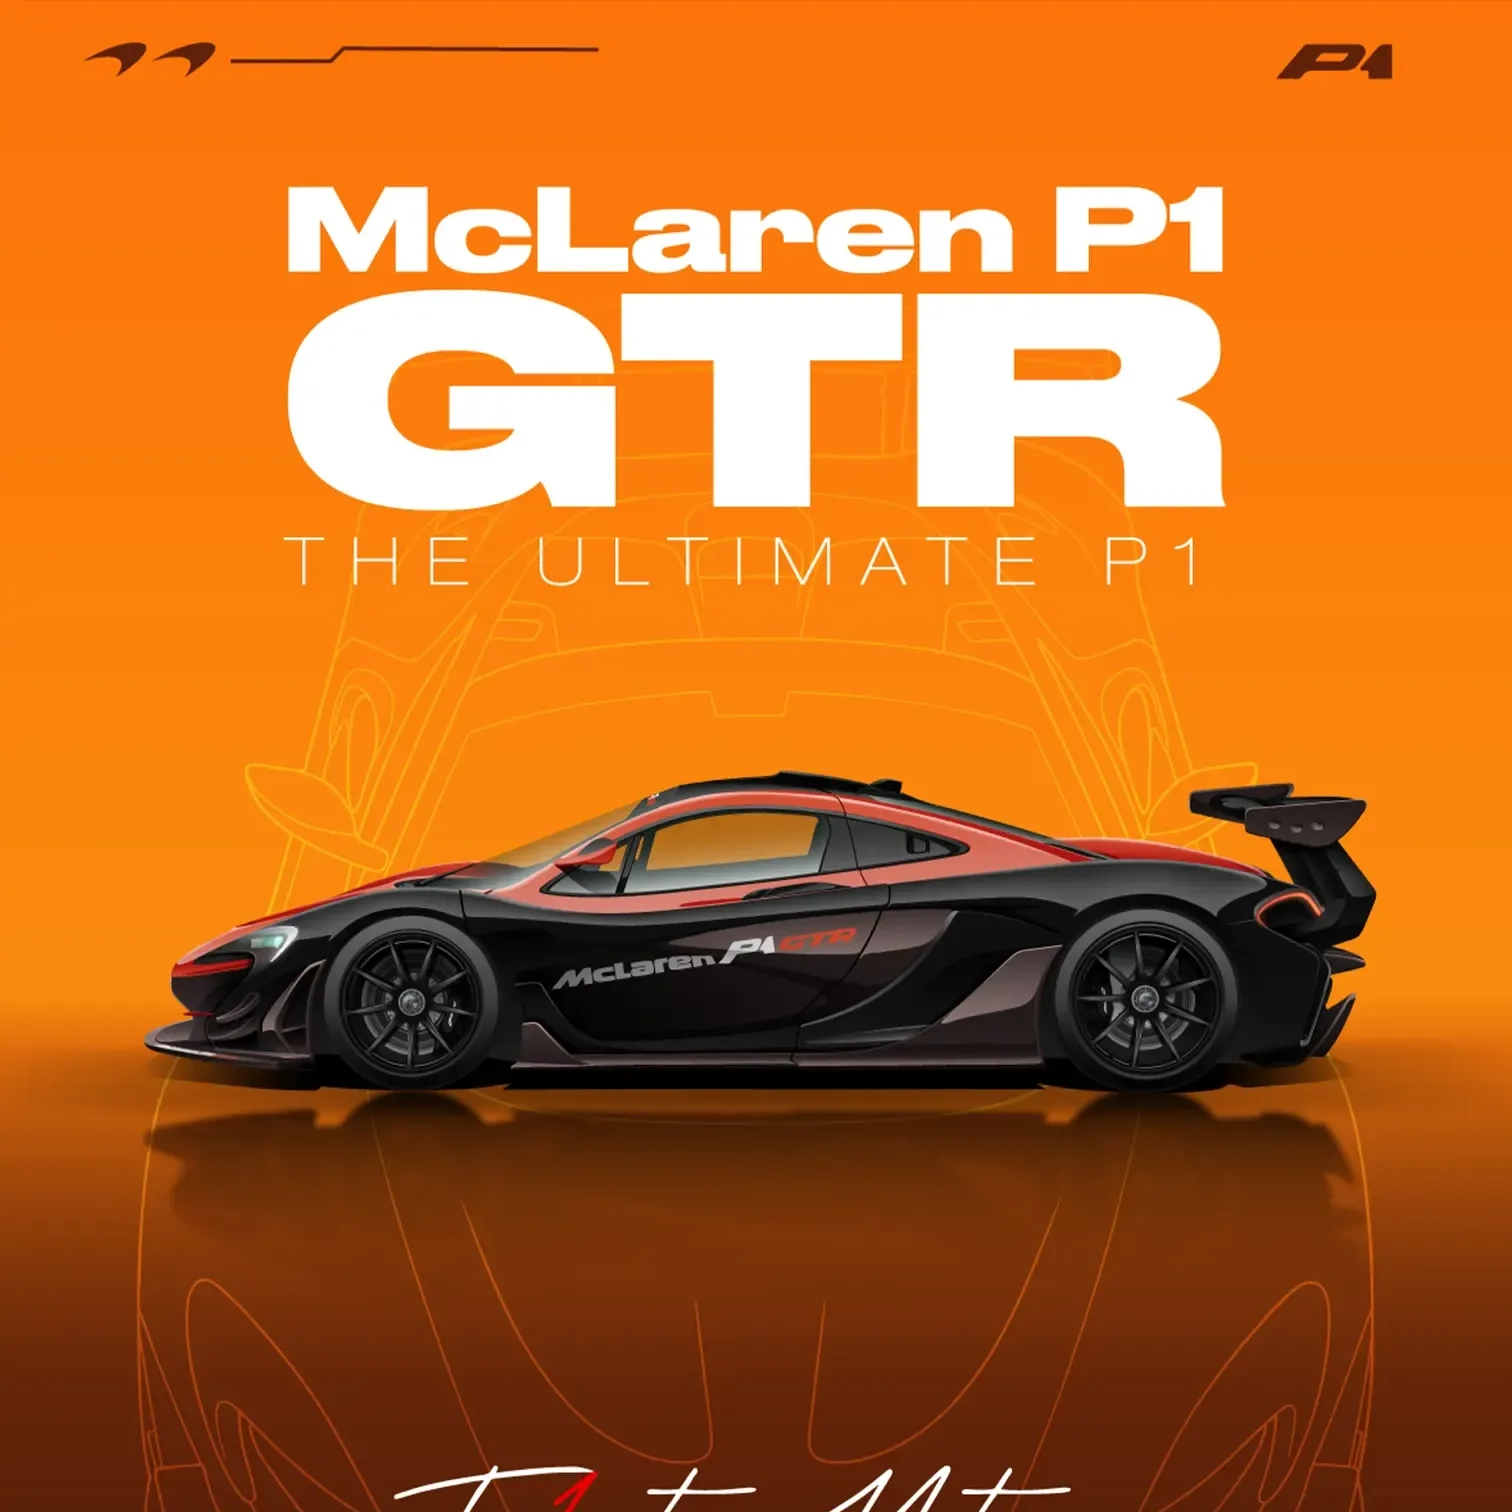 P1
McLaren P1
GTR
THE ULTIMATE P1
McLaren P1 GTR